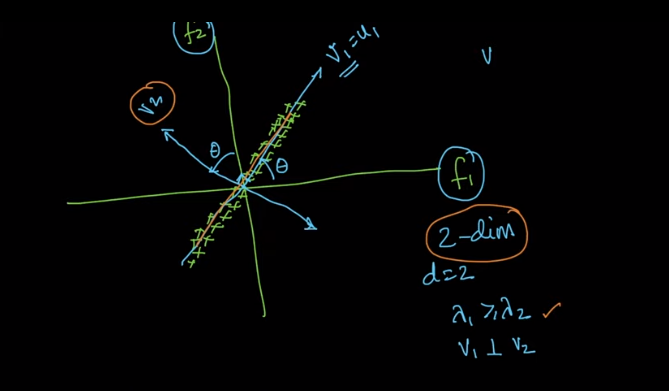 f₂
v₁=u₁
v
v₂
θ
θ
f₁
2-dim
d=2
λ₁ ≥ λ₂ ✓
v₁ ⊥ v₂